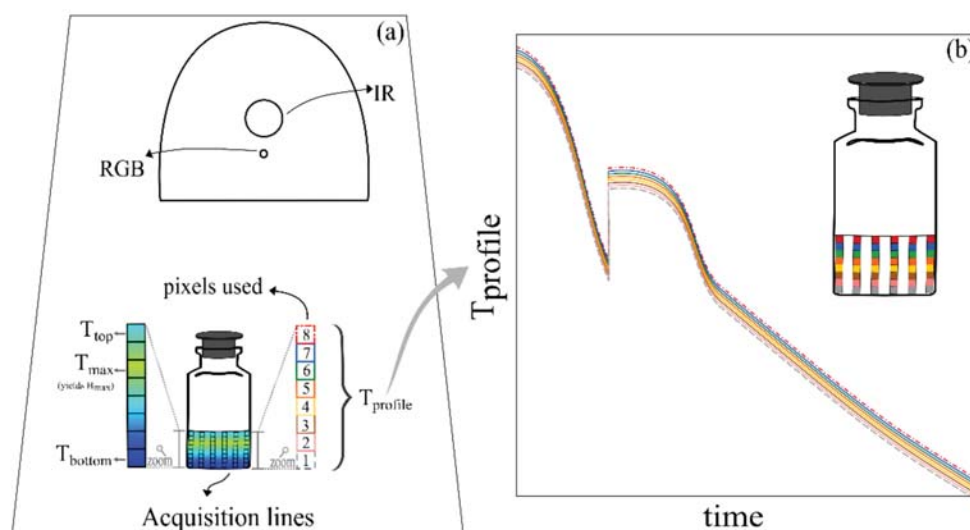 (a)
IR
RGB
pixels used
T_top
T_max
(yields H_max)
T_bottom
8
7
6
5
4
3
2
1
T_profile
zoom
zoom
Acquisition lines
(b)
T_profile
time